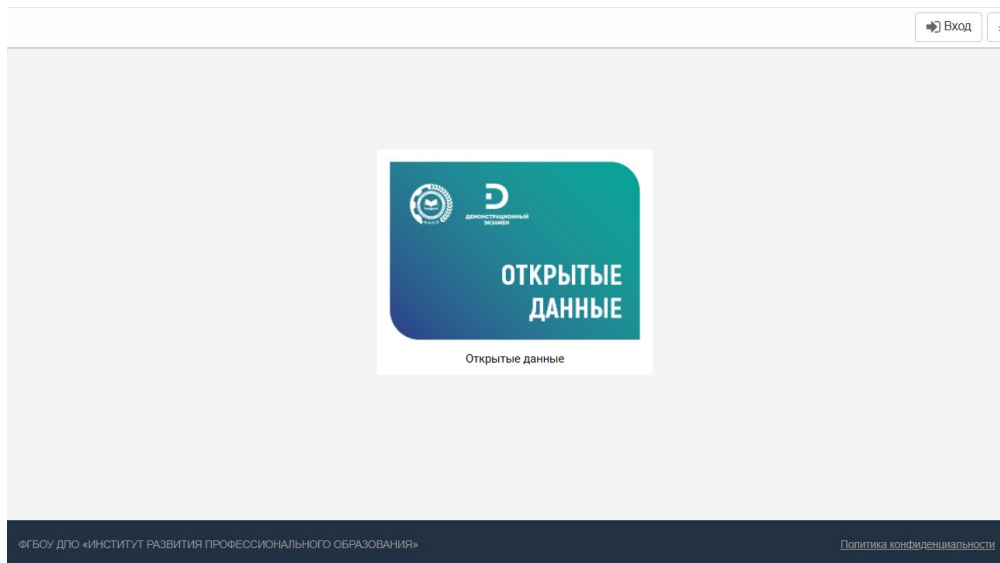 Вход
ДЕМОНСТРАЦИОННЫЙ
ЭКЗАМЕН
ОТКРЫТЫЕ
ДАННЫЕ
Открытые данные
ФГБОУ ДПО «ИНСТИТУТ РАЗВИТИЯ ПРОФЕССИОНАЛЬНОГО ОБРАЗОВАНИЯ»
Политика конфиденциальности